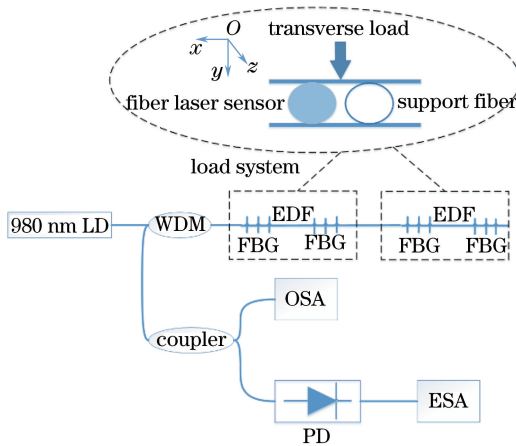 O
transverse load
x
y
z
fiber laser sensor
support fiber
load system
980 nm LD
WDM
EDF
FBG
FBG
EDF
FBG
FBG
OSA
coupler
PD
ESA